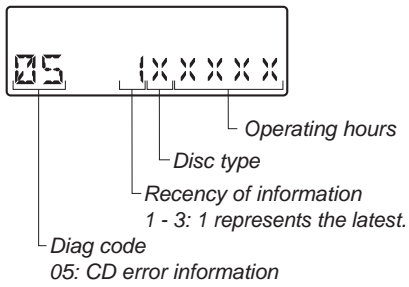 05 1XXXXX
Operating hours
Disc type
Recency of information
1 - 3: 1 represents the latest.
Diag code
05: CD error information